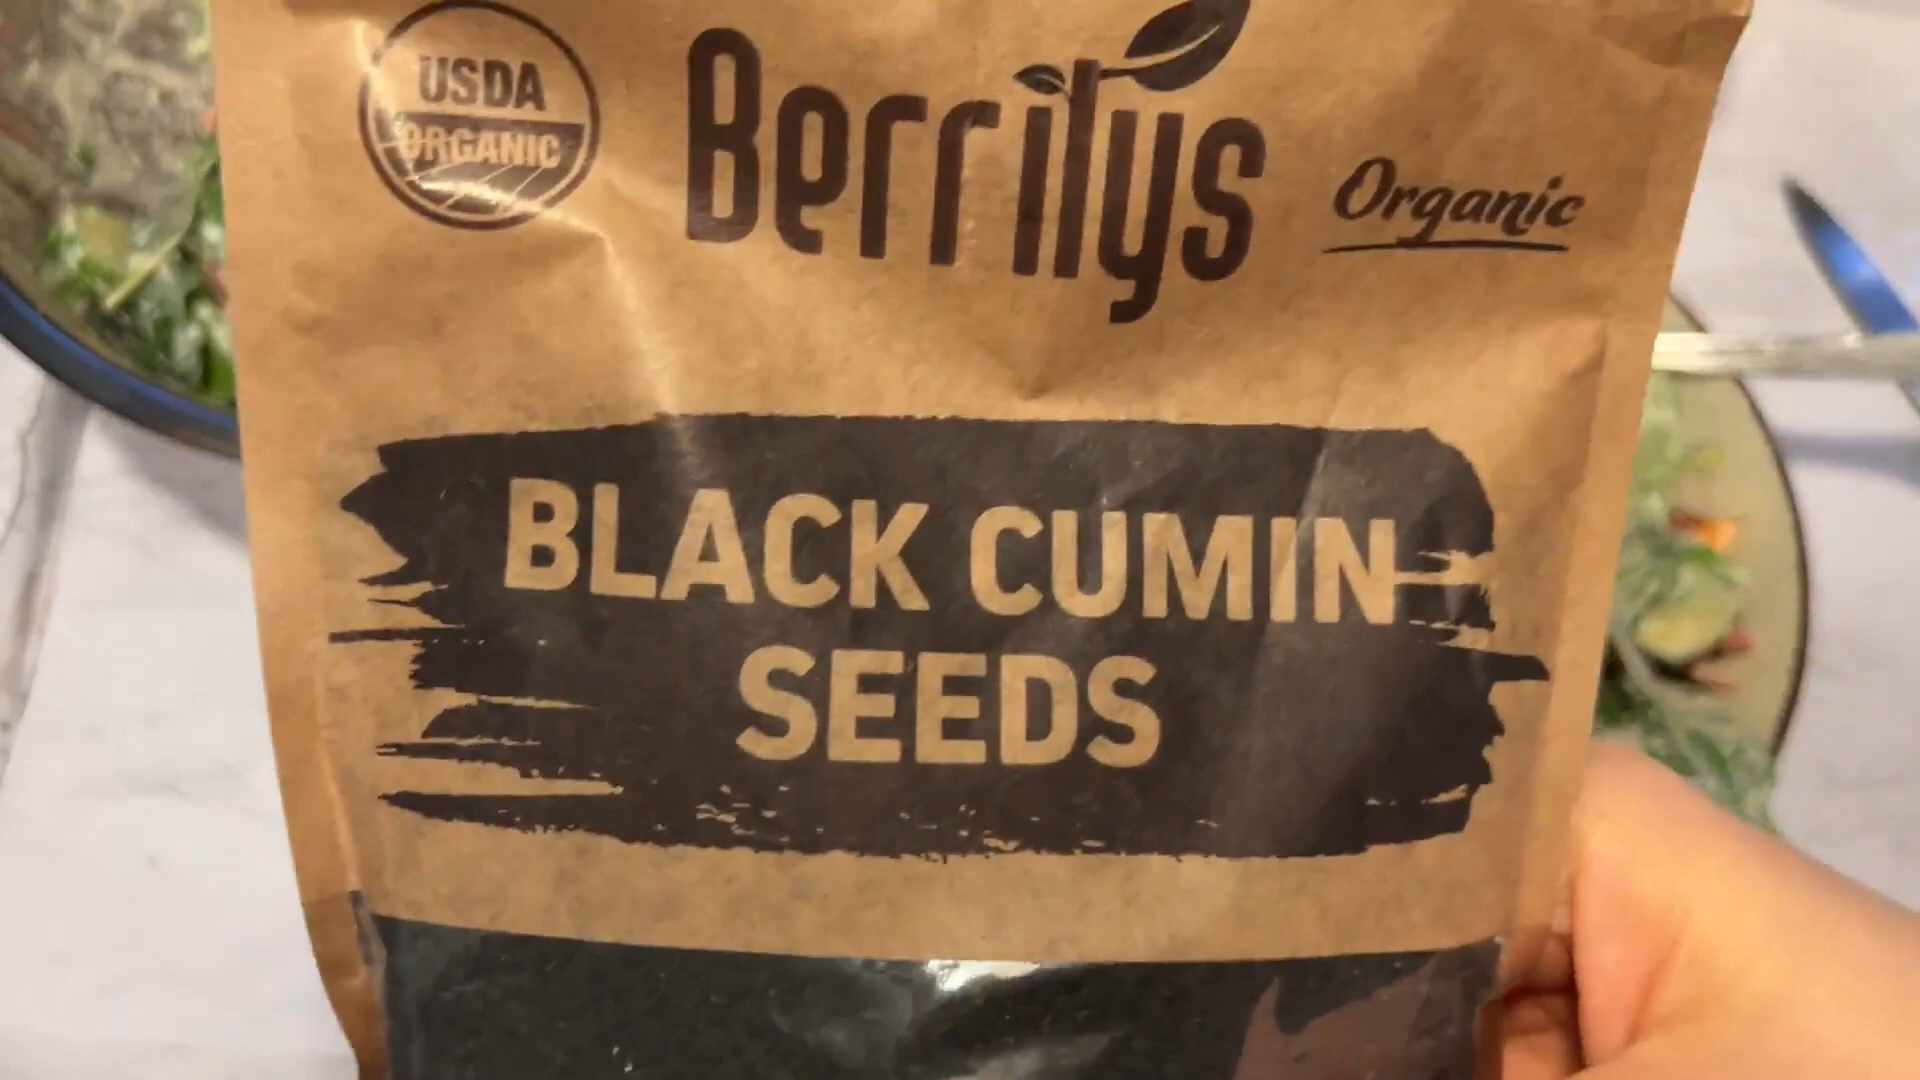 USDA
ORGANIC
Berrilys
Organic
BLACK CUMIN
SEEDS